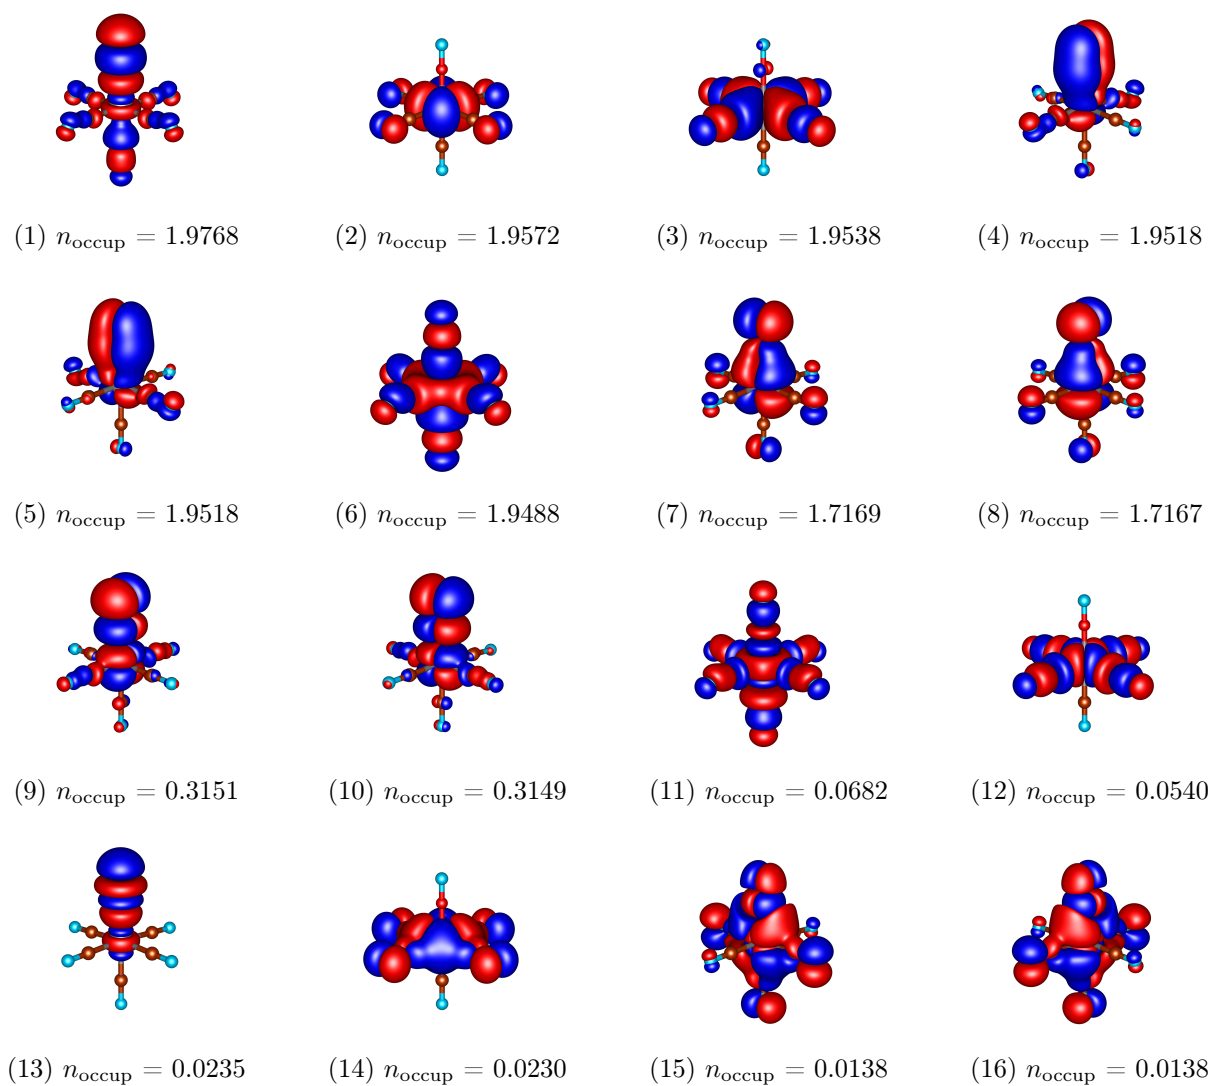 (1) n_occup = 1.9768 (2) n_occup = 1.9572 (3) n_occup = 1.9538 (4) n_occup = 1.9518
(5) n_occup = 1.9518 (6) n_occup = 1.9488 (7) n_occup = 1.7169 (8) n_occup = 1.7167
(9) n_occup = 0.3151 (10) n_occup = 0.3149 (11) n_occup = 0.0682 (12) n_occup = 0.0540
(13) n_occup = 0.0235 (14) n_occup = 0.0230 (15) n_occup = 0.0138 (16) n_occup = 0.0138